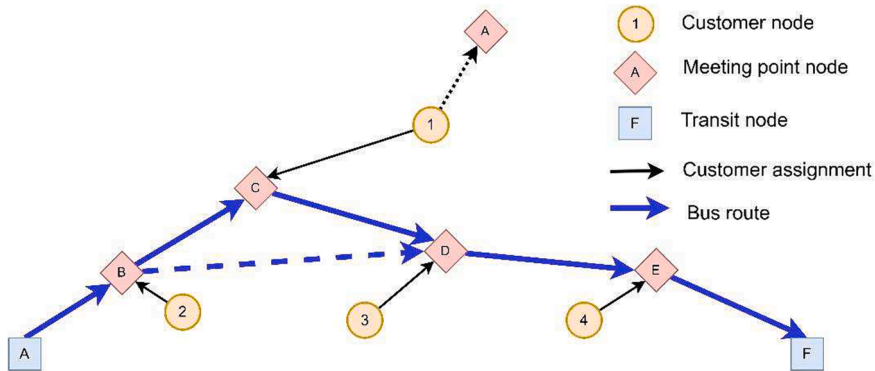 A
1
C
B
D
E
2
3
4
A
F
1
Customer node
A
Meeting point node
F
Transit node
Customer assignment
Bus route